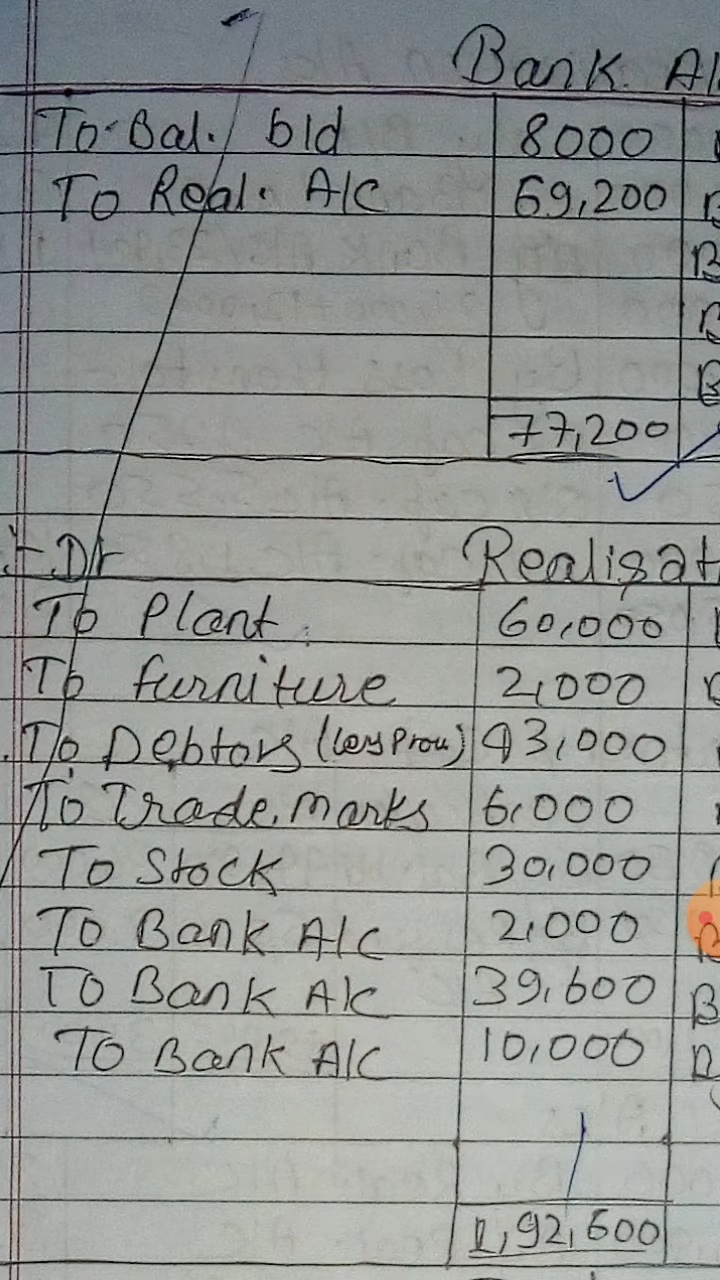 Bank A/c
To Bal. b/d 8000
To Real. A/C 69,200
77,200
Dr Realisat
To Plant 60,000
To furniture 2,000
To Debtors (less Prov) 43,000
To Trade marks 6,000
To Stock 30,000
To Bank A/C 2,000
To Bank A/C 39,600
To Bank A/C 10,000
1,92,600